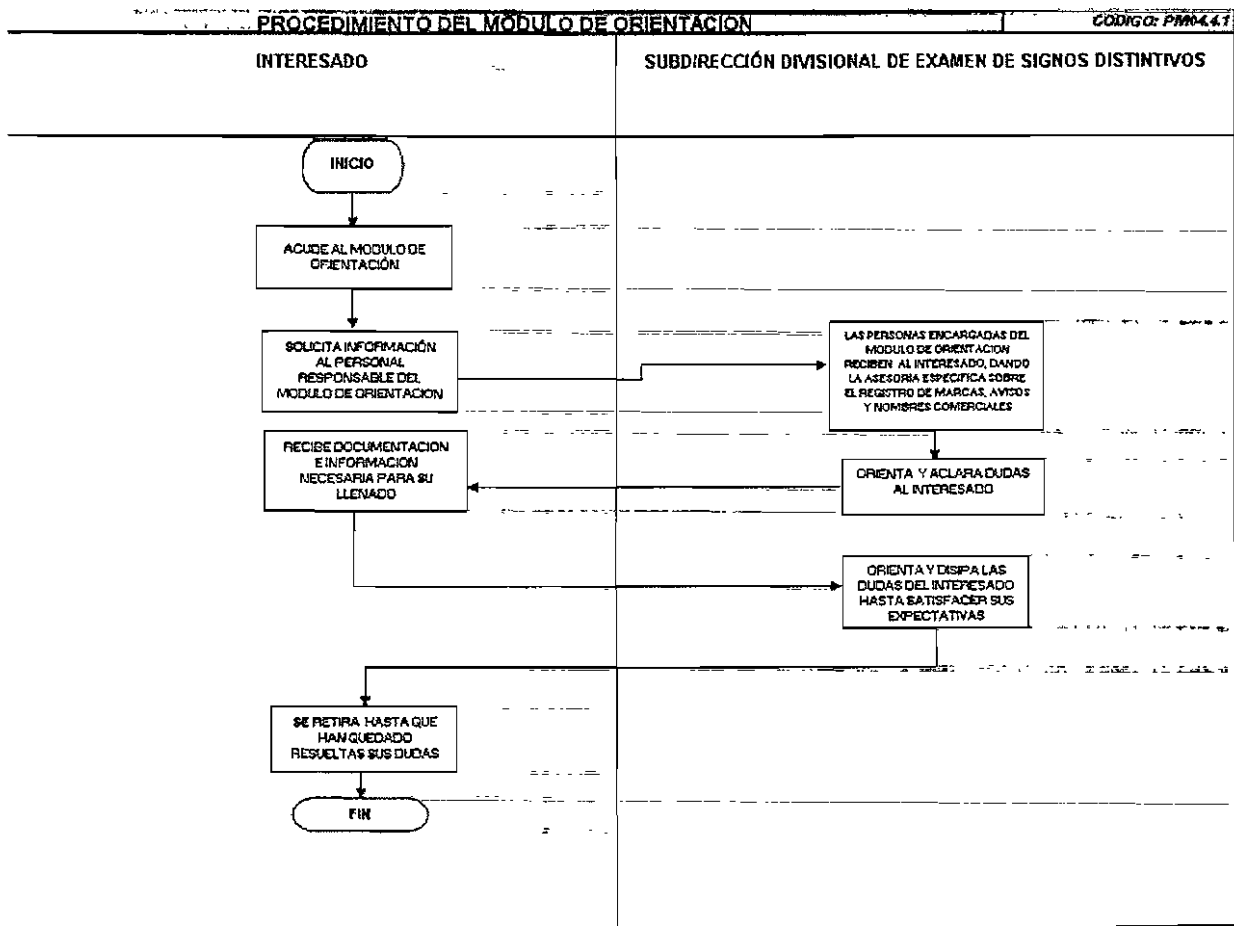 PROCEDIMIENTO DEL MODULO DE ORIENTACION
CODIGO: PM04.4.1
INTERESADO
SUBDIRECCIÓN DIVISIONAL DE EXAMEN DE SIGNOS DISTINTIVOS
INICIO
ACUDE AL MODULO DE
ORIENTACIÓN
SOLICITA INFORMACIÓN
AL PERSONAL
RESPONSABLE DEL
MODULO DE ORIENTACION
LAS PERSONAS ENCARGADAS DEL
MODULO DE ORIENTACION
RECIBEN AL INTERESADO, DANDO
LA ASESORIA ESPECIFICA SOBRE
EL REGISTRO DE MARCAS, AVISOS
Y NOMBRES COMERCIALES
RECIBE DOCUMENTACION
E INFORMACION
NECESARIA PARA SU
LLENADO
ORIENTA Y ACLARA DUDAS
AL INTERESADO
ORIENTA Y DISIPA LAS
DUDAS DEL INTERESADO
HASTA SATISFACER SUS
EXPECTATIVAS
SE RETIRA HASTA QUE
HAN QUEDADO
RESUELTAS SUS DUDAS
FIN